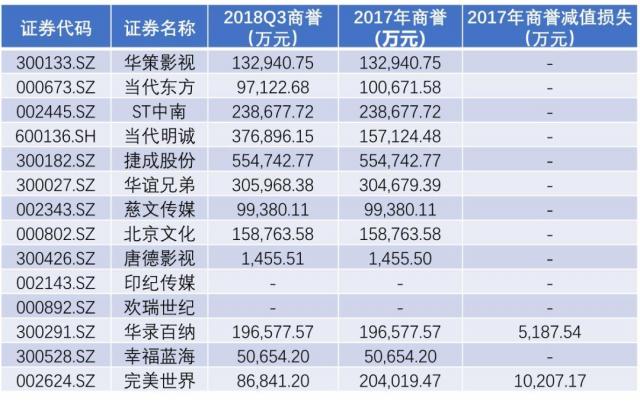 证券代码 证券名称 2018Q3商誉(万元) 2017年商誉(万元) 2017年商誉减值损失(万元)
300133.SZ 华策影视 132,940.75 132,940.75 -
000673.SZ 当代东方 97,122.68 100,671.58 -
002445.SZ ST中南 238,677.72 238,677.72 -
600136.SH 当代明诚 376,896.15 157,124.48 -
300182.SZ 捷成股份 554,742.77 554,742.77 -
300027.SZ 华谊兄弟 305,968.38 304,679.39 -
002343.SZ 慈文传媒 99,380.11 99,380.11 -
000802.SZ 北京文化 158,763.58 158,763.58 -
300426.SZ 唐德影视 1,455.51 1,455.50 -
002143.SZ 印纪传媒 - - -
000892.SZ 欢瑞世纪 - - -
300291.SZ 华录百纳 196,577.57 196,577.57 5,187.54
300528.SZ 幸福蓝海 50,654.20 50,654.20 -
002624.SZ 完美世界 86,841.20 204,019.47 10,207.17